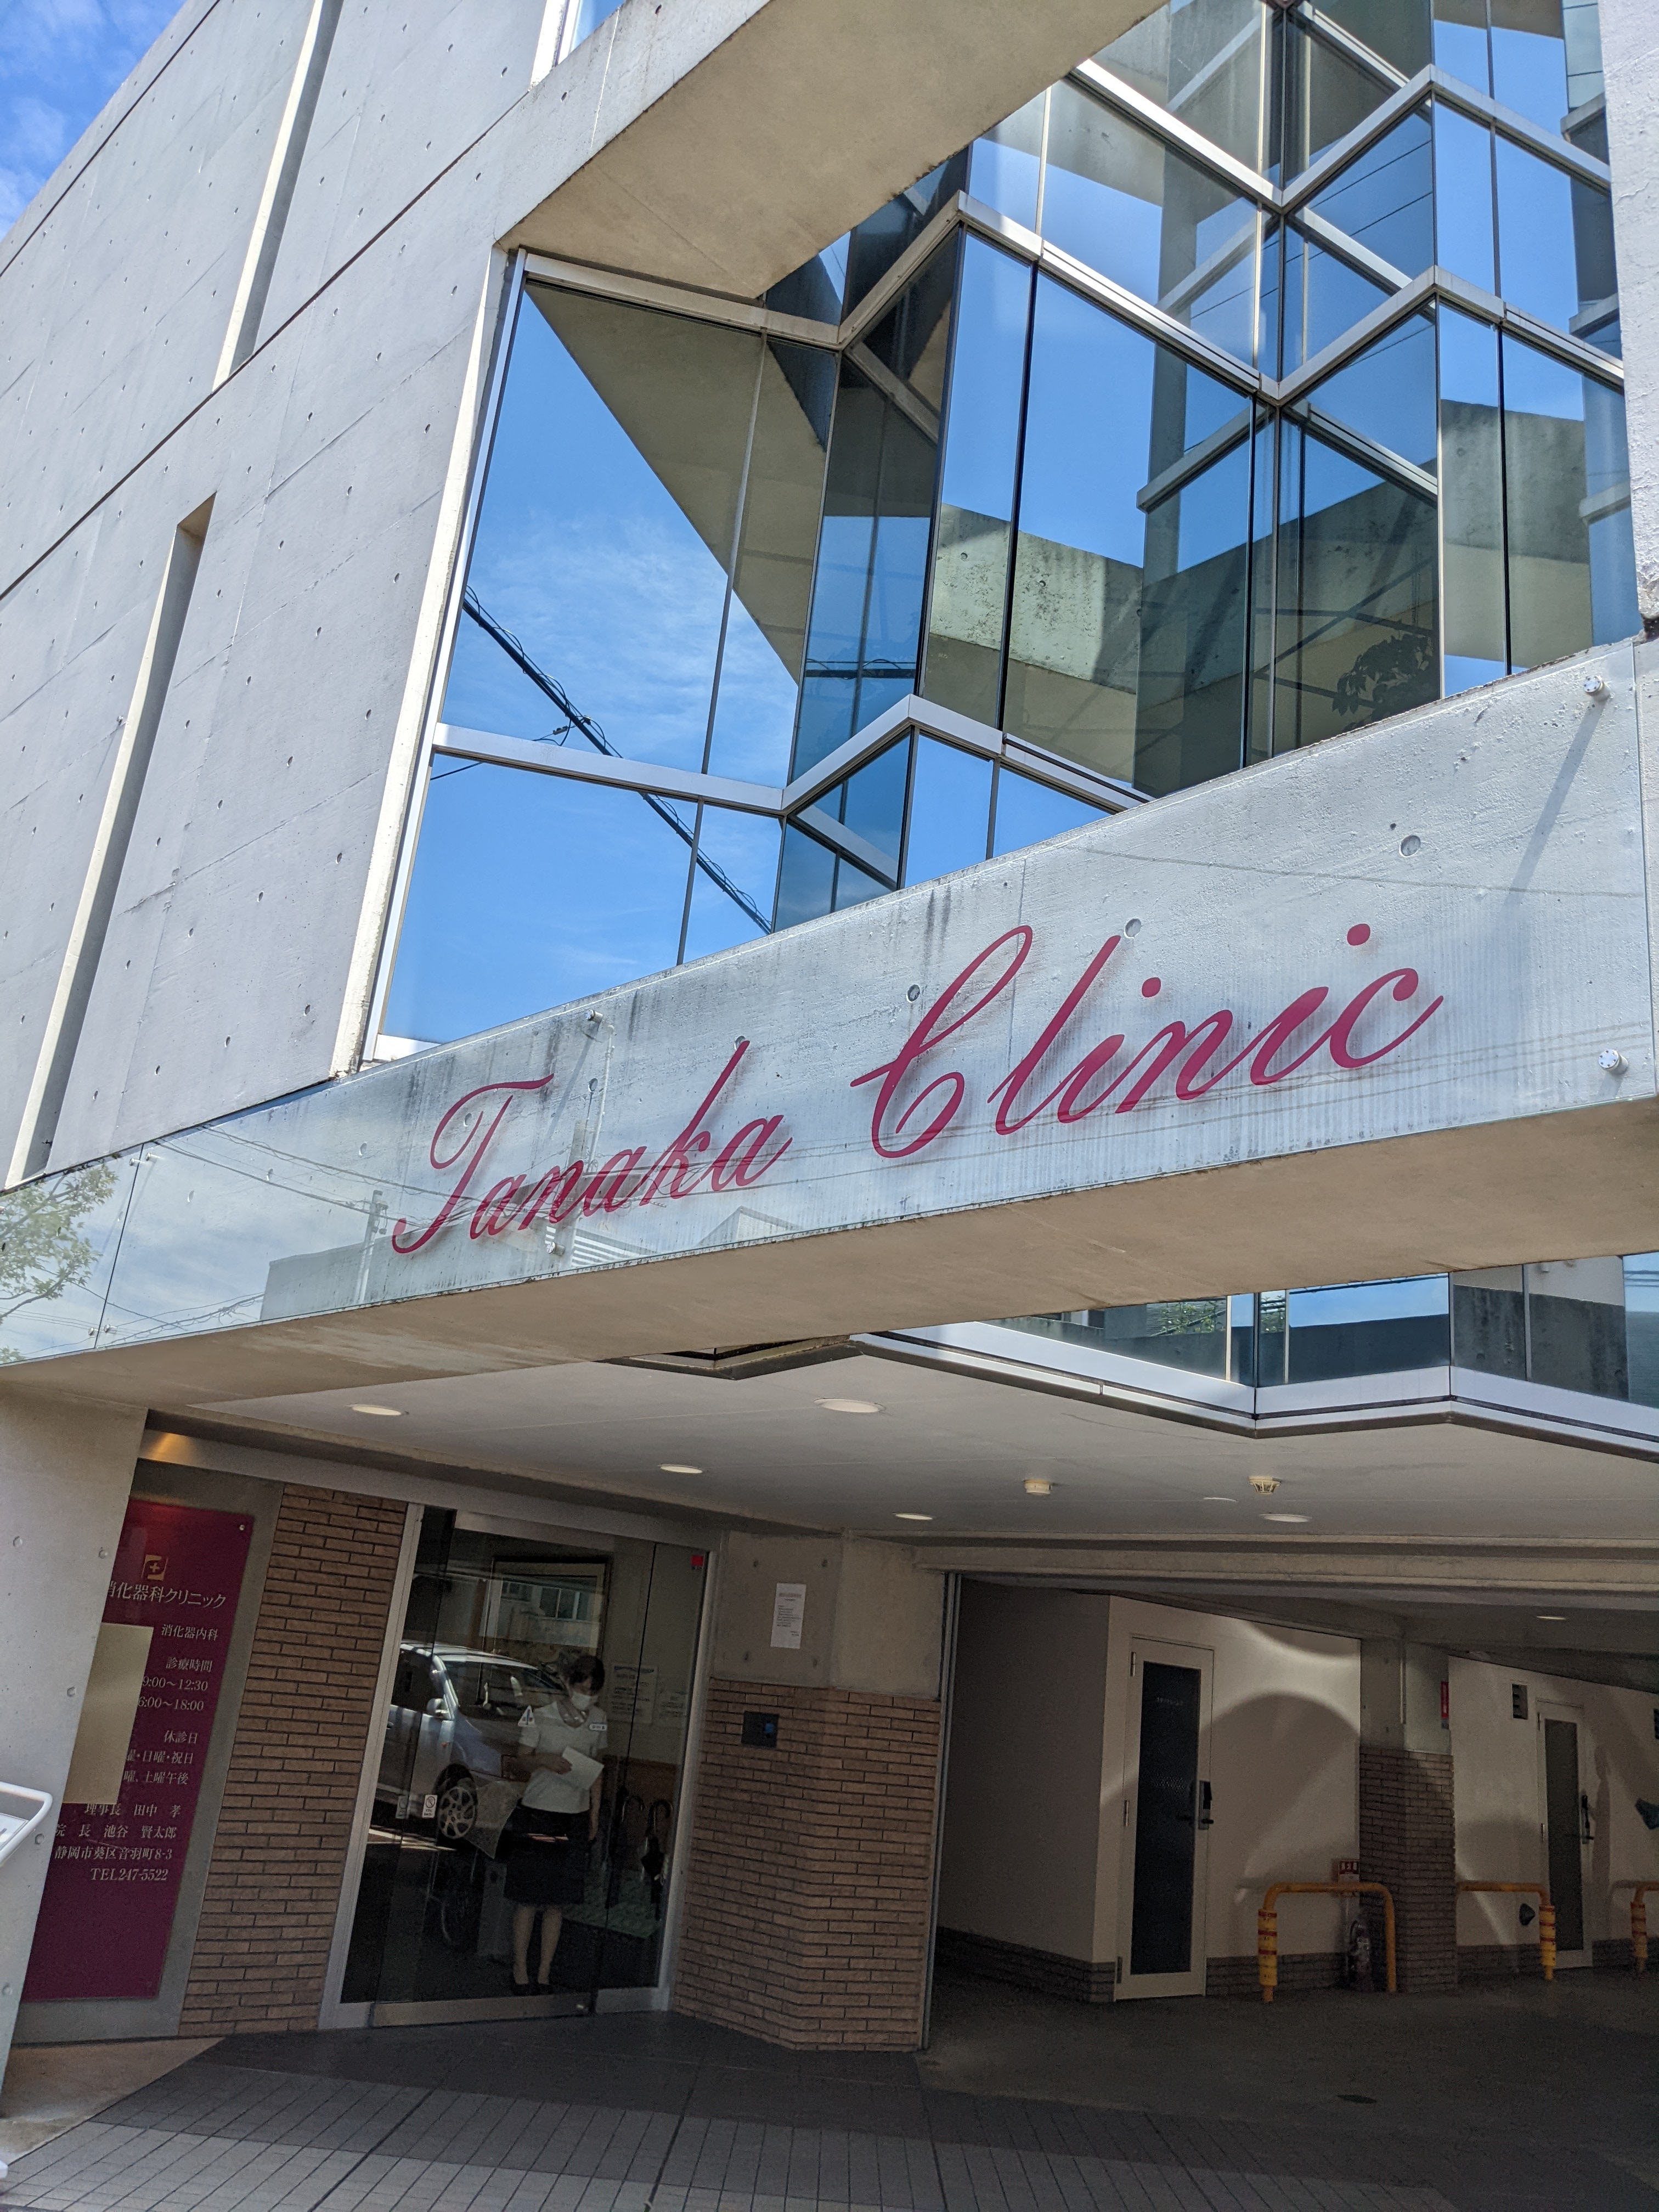 Tanaka Clinic
消化器科クリニック
消化器内科
診療時間
9:00～12:30
6:00～18:00
休診日
曜・日曜・祝日
曜、土曜午後
理事長 田中 孝
院 長 池谷 賢太郎
静岡市葵区音羽町8-3
TEL247-5522